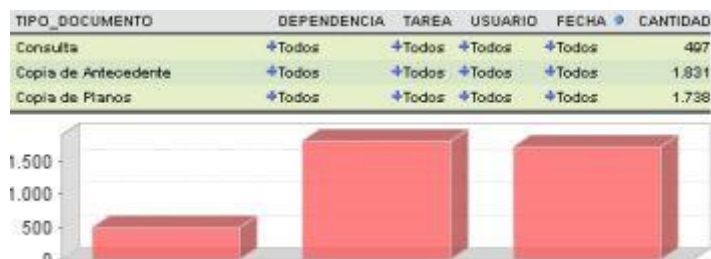 TIPO_DOCUMENTO DEPENDENCIA TAREA USUARIO FECHA CANTIDAD
Consulta +Todos +Todos +Todos +Todos 497
Copia de Antecedente +Todos +Todos +Todos +Todos 1.831
Copia de Planos +Todos +Todos +Todos +Todos 1.738
1.500
1.000
500
0